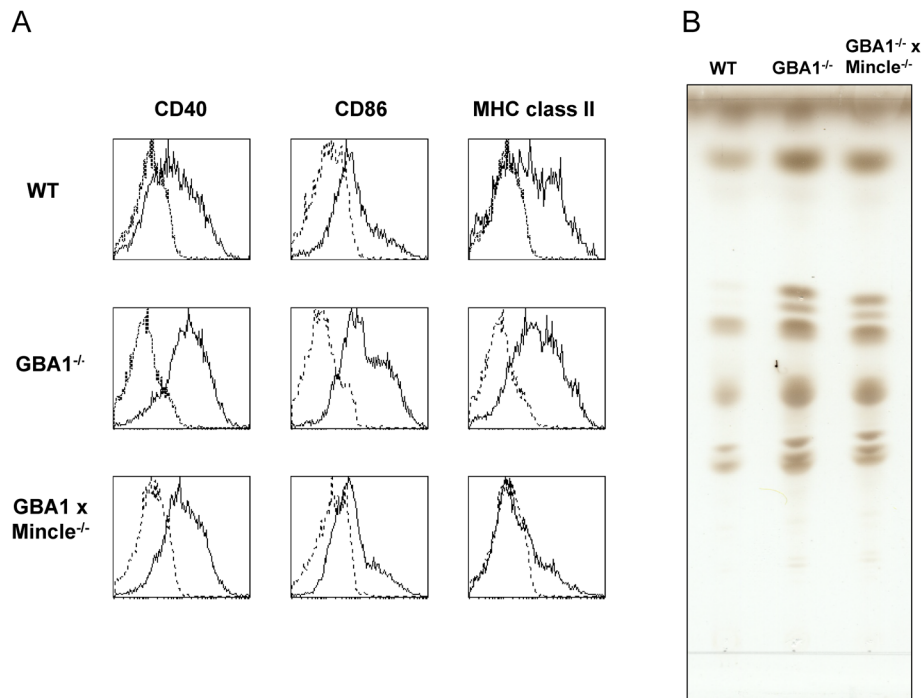 A
B
WT
GBA1-/-
GBA1-/- x
Mincle-/-
CD40
CD86
MHC class II
WT
GBA1-/-
GBA1 x
Mincle-/-